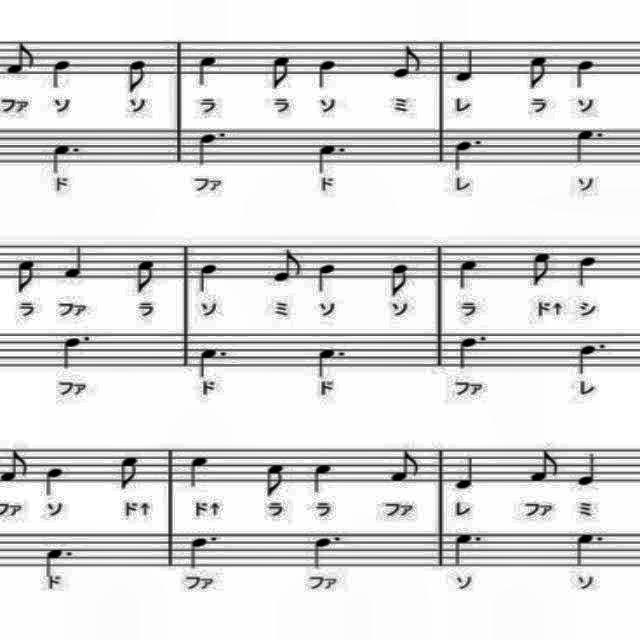 ファ ソ ソ ラ ラ ソ ミ レ ラ ソ
ド ファ ド レ ソ
ラ ファ ラ ソ ミ ソ ソ ラ ド↑ シ
ファ ド ド ファ レ
ファ ソ ド↑ ド↑ ラ ラ ファ レ ファ ミ
ド ファ ファ ソ ソ